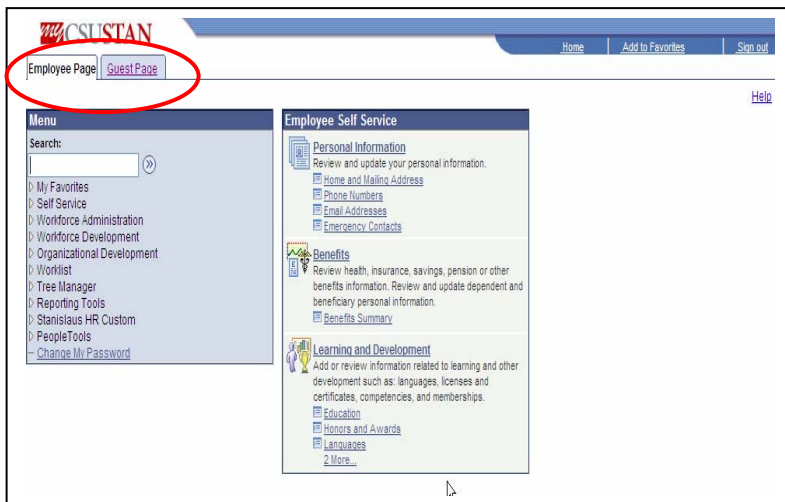 myCSUSTAN
Home Add to Favorites Sign out
Employee Page Guest Page
Help
Menu
Search:
My Favorites
Self Service
Workforce Administration
Workforce Development
Organizational Development
Worklist
Tree Manager
Reporting Tools
Stanislaus HR Custom
PeopleTools
Change My Password
Employee Self Service
Personal Information
Review and update your personal information.
Home and Mailing Address
Phone Numbers
Email Addresses
Emergency Contacts
Benefits
Review health, insurance, savings, pension or other
benefits information. Review and update dependent and
beneficiary personal information.
Benefits Summary
Learning and Development
Add or review information related to learning and other
development such as: languages, licenses and
certificates, competencies, and memberships.
Education
Honors and Awards
Languages
2 More...